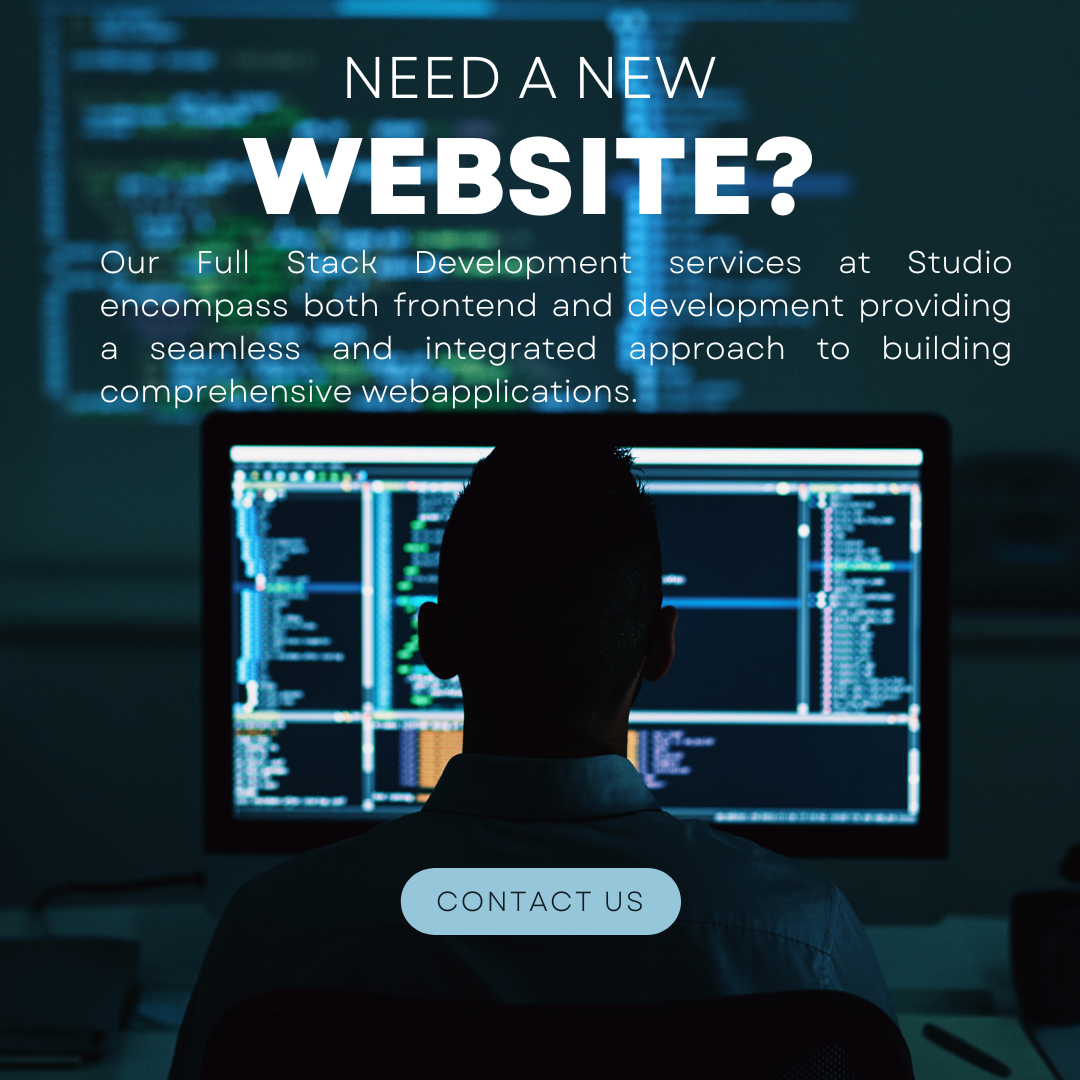 NEED A NEW
WEBSITE?
Our Full Stack Development services at Studio
encompass both frontend and development providing
a seamless and integrated approach to building
comprehensive webapplications.
CONTACT US